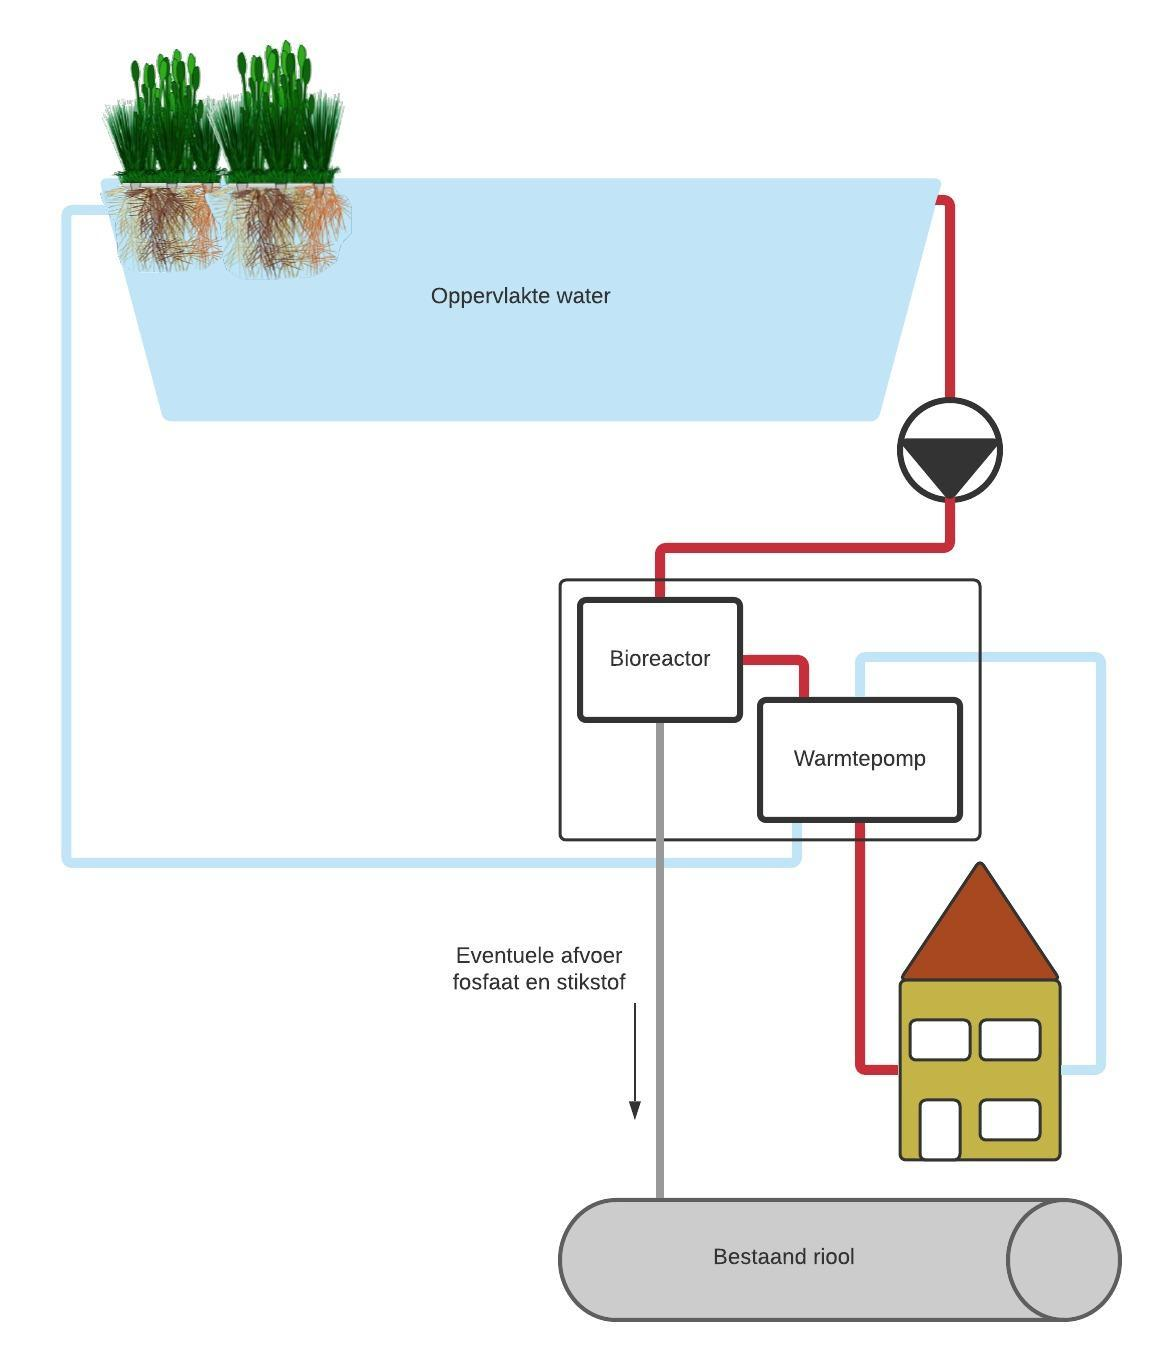 Oppervlakte water
Bioreactor
Warmtepomp
Eventuele afvoer
fosfaat en stikstof
Bestaand riool